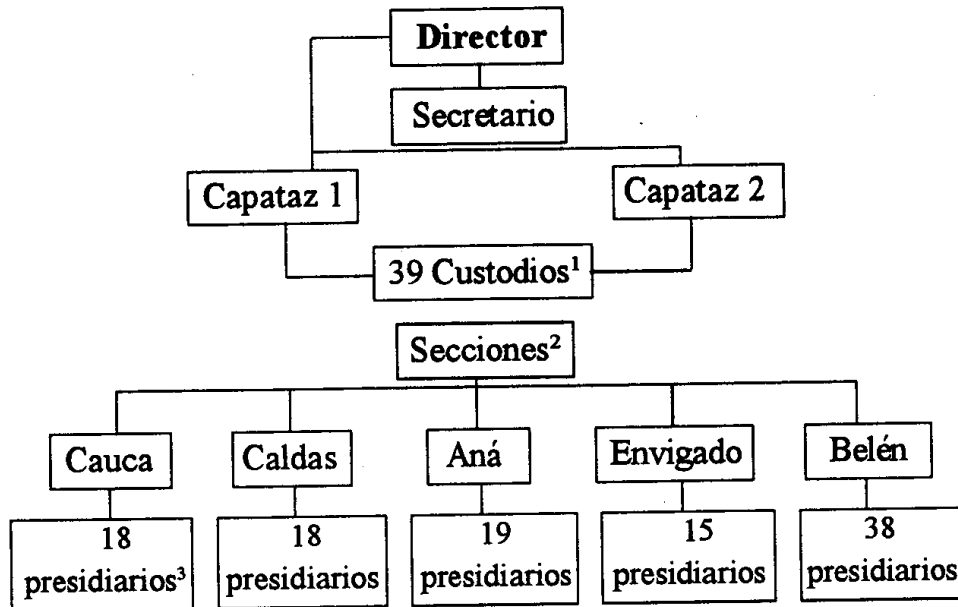 Director
Secretario
Capataz 1
Capataz 2
39 Custodios¹
Secciones²
Cauca
Caldas
Aná
Envigado
Belén
18
presidiarios³
18
presidiarios
19
presidiarios
15
presidiarios
38
presidiarios